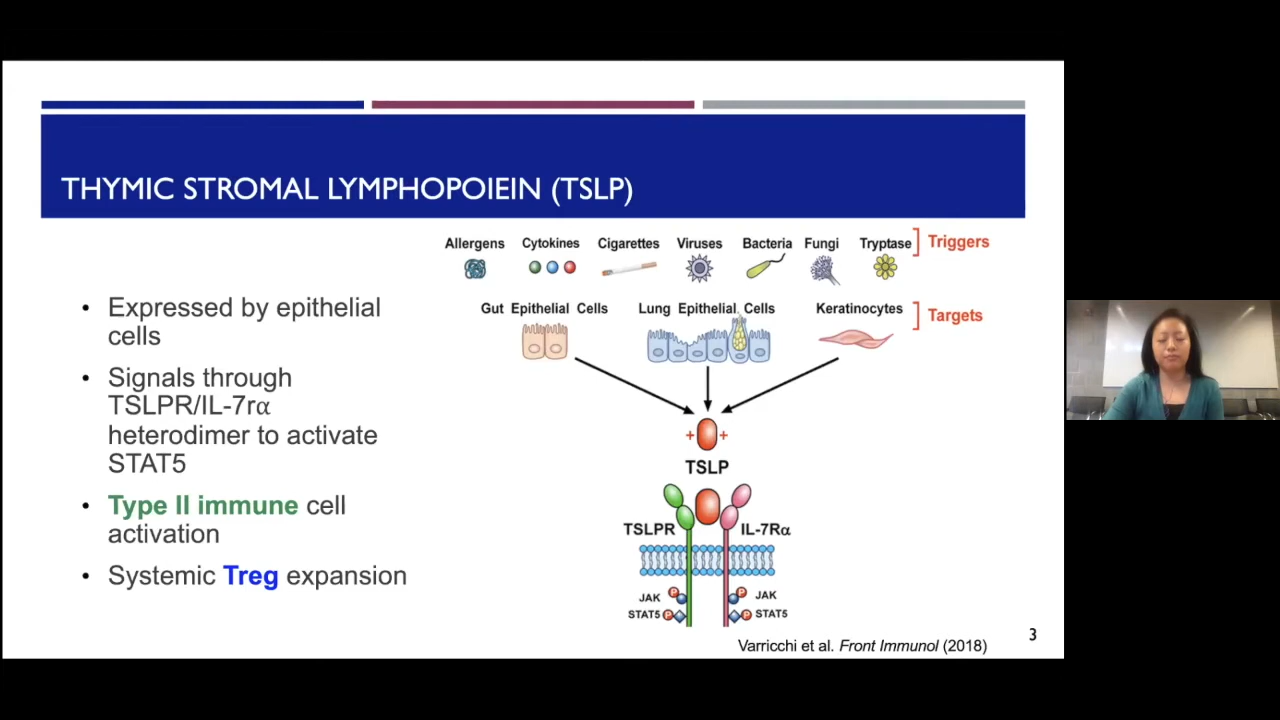 THYMIC STROMAL LYMPHOPOIEIN (TSLP)
Allergens Cytokines Cigarettes Viruses Bacteria Fungi Tryptase Triggers
Gut Epithelial Cells Lung Epithelial Cells Keratinocytes Targets
• Expressed by epithelial
cells
• Signals through
TSLPR/IL-7rα
heterodimer to activate
STAT5
• Type II immune cell
activation
• Systemic Treg expansion
+ +
TSLP
TSLPR IL-7Rα
JAK P P JAK
STAT5 P P STAT5
Varricchi et al. Front Immunol (2018)
3